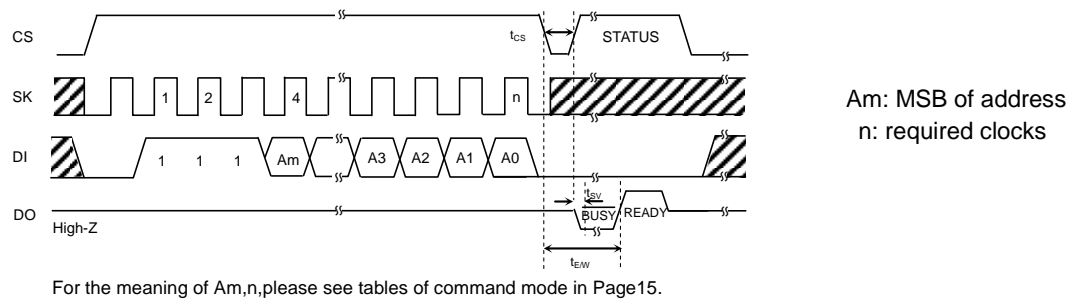 CS
tCS
STATUS
SK
1 2 4 n
DI
1 1 1 Am A3 A2 A1 A0
DO
High-Z
tSV
BUSY READY
tE/W
Am: MSB of address
n: required clocks
For the meaning of Am,n,please see tables of command mode in Page15.